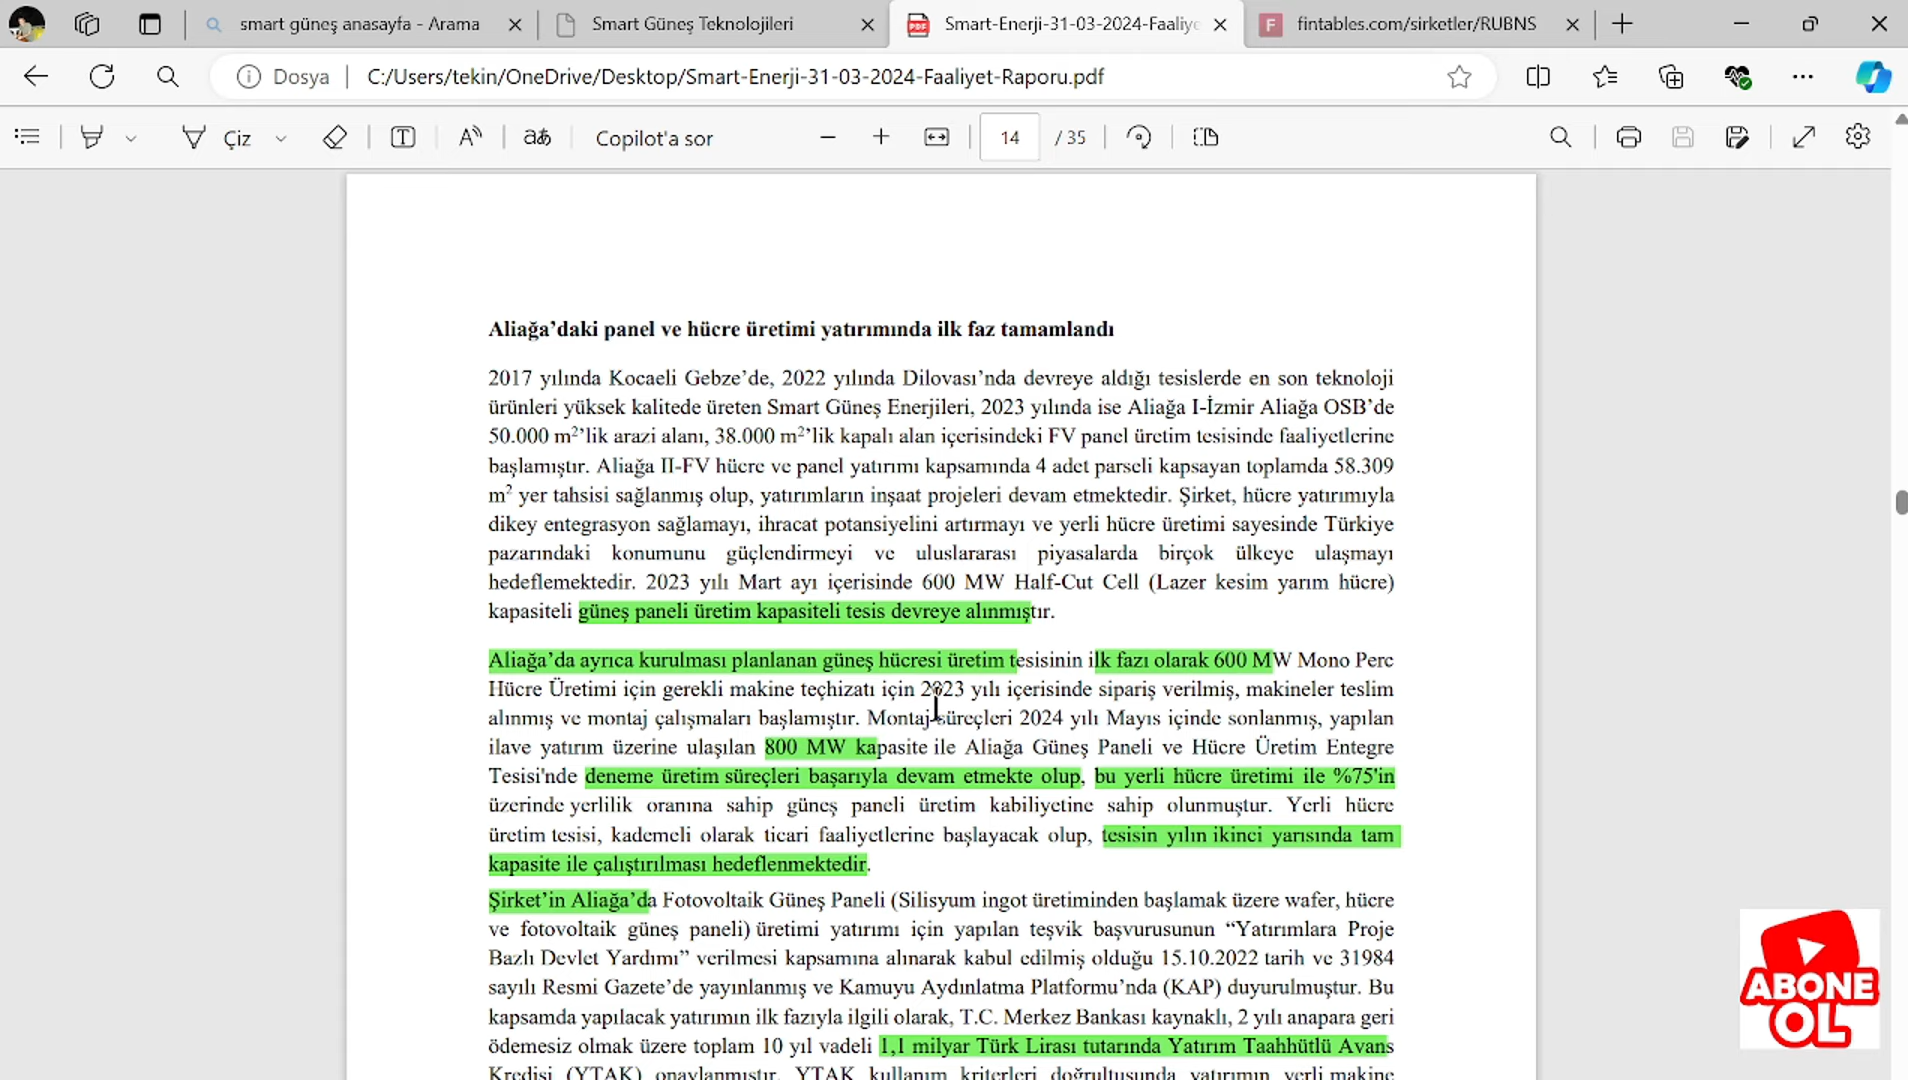 smart güneş anasayfa - Arama
Smart Güneş Teknolojileri
PDF
Smart-Enerji-31-03-2024-Faaliye
F
fintables.com/sirketler/RUBNS
Dosya
C:/Users/tekin/OneDrive/Desktop/Smart-Enerji-31-03-2024-Faaliyet-Raporu.pdf
Çiz
aあ
Copilot'a sor
14
/ 35
Aliağa’daki panel ve hücre üretimi yatırımında ilk faz tamamlandı
2017 yılında Kocaeli Gebze’de, 2022 yılında Dilovası’nda devreye aldığı tesislerde en son teknoloji
ürünleri yüksek kalitede üreten Smart Güneş Enerjileri, 2023 yılında ise Aliağa I-İzmir Aliağa OSB’de
50.000 m²’lik arazi alanı, 38.000 m²’lik kapalı alan içerisindeki FV panel üretim tesisinde faaliyetlerine
başlamıştır. Aliağa II-FV hücre ve panel yatırımı kapsamında 4 adet parseli kapsayan toplamda 58.309
m² yer tahsisi sağlanmış olup, yatırımların inşaat projeleri devam etmektedir. Şirket, hücre yatırımıyla
dikey entegrasyon sağlamayı, ihracat potansiyelini artırmayı ve yerli hücre üretimi sayesinde Türkiye
pazarındaki konumunu güçlendirmeyi ve uluslararası piyasalarda birçok ülkeye ulaşmayı
hedeflemektedir. 2023 yılı Mart ayı içerisinde 600 MW Half-Cut Cell (Lazer kesim yarım hücre)
kapasiteli güneş paneli üretim kapasiteli tesis devreye alınmıştır.
Aliağa’da ayrıca kurulması planlanan güneş hücresi üretim tesisinin ilk fazı olarak 600 MW Mono Perc
Hücre Üretimi için gerekli makine teçhizatı için 2023 yılı içerisinde sipariş verilmiş, makineler teslim
alınmış ve montaj çalışmaları başlamıştır. Montaj süreçleri 2024 yılı Mayıs içinde sonlanmış, yapılan
ilave yatırım üzerine ulaşılan 800 MW kapasite ile Aliağa Güneş Paneli ve Hücre Üretim Entegre
Tesisi'nde deneme üretim süreçleri başarıyla devam etmekte olup, bu yerli hücre üretimi ile %75'in
üzerinde yerlilik oranına sahip güneş paneli üretim kabiliyetine sahip olunmuştur. Yerli hücre
üretim tesisi, kademeli olarak ticari faaliyetlerine başlayacak olup, tesisin yılın ikinci yarısında tam
kapasite ile çalıştırılması hedeflenmektedir.
Şirket’in Aliağa’da Fotovoltaik Güneş Paneli (Silisyum ingot üretiminden başlamak üzere wafer, hücre
ve fotovoltaik güneş paneli) üretimi yatırımı için yapılan teşvik başvurusunun “Yatırımlara Proje
Bazlı Devlet Yardımı” verilmesi kapsamına alınarak kabul edilmiş olduğu 15.10.2022 tarih ve 31984
sayılı Resmi Gazete’de yayınlanmış ve Kamuyu Aydınlatma Platformu’nda (KAP) duyurulmuştur. Bu
kapsamda yapılacak yatırımın ilk fazıyla ilgili olarak, T.C. Merkez Bankası kaynaklı, 2 yılı anapara geri
ödemesiz olmak üzere toplam 10 yıl vadeli 1,1 milyar Türk Lirası tutarında Yatırım Taahhütlü Avans
Kredisi (YTAK) onaylanmıştır. YTAK kullanım kriterleri doğrultusunda yatırımın yerli makine
ABONE
OL